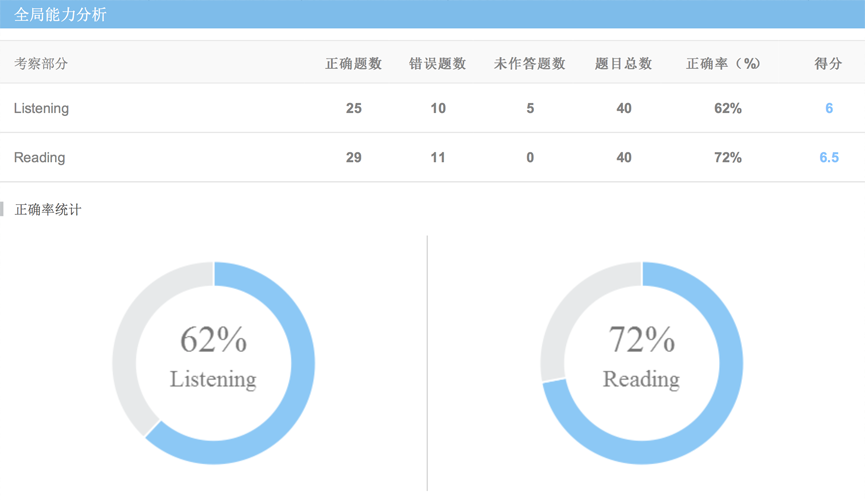 全局能力分析
考察部分 正确题数 错误题数 未作答题数 题目总数 正确率（%） 得分
Listening 25 10 5 40 62% 6
Reading 29 11 0 40 72% 6.5
正确率统计
62%
Listening
72%
Reading